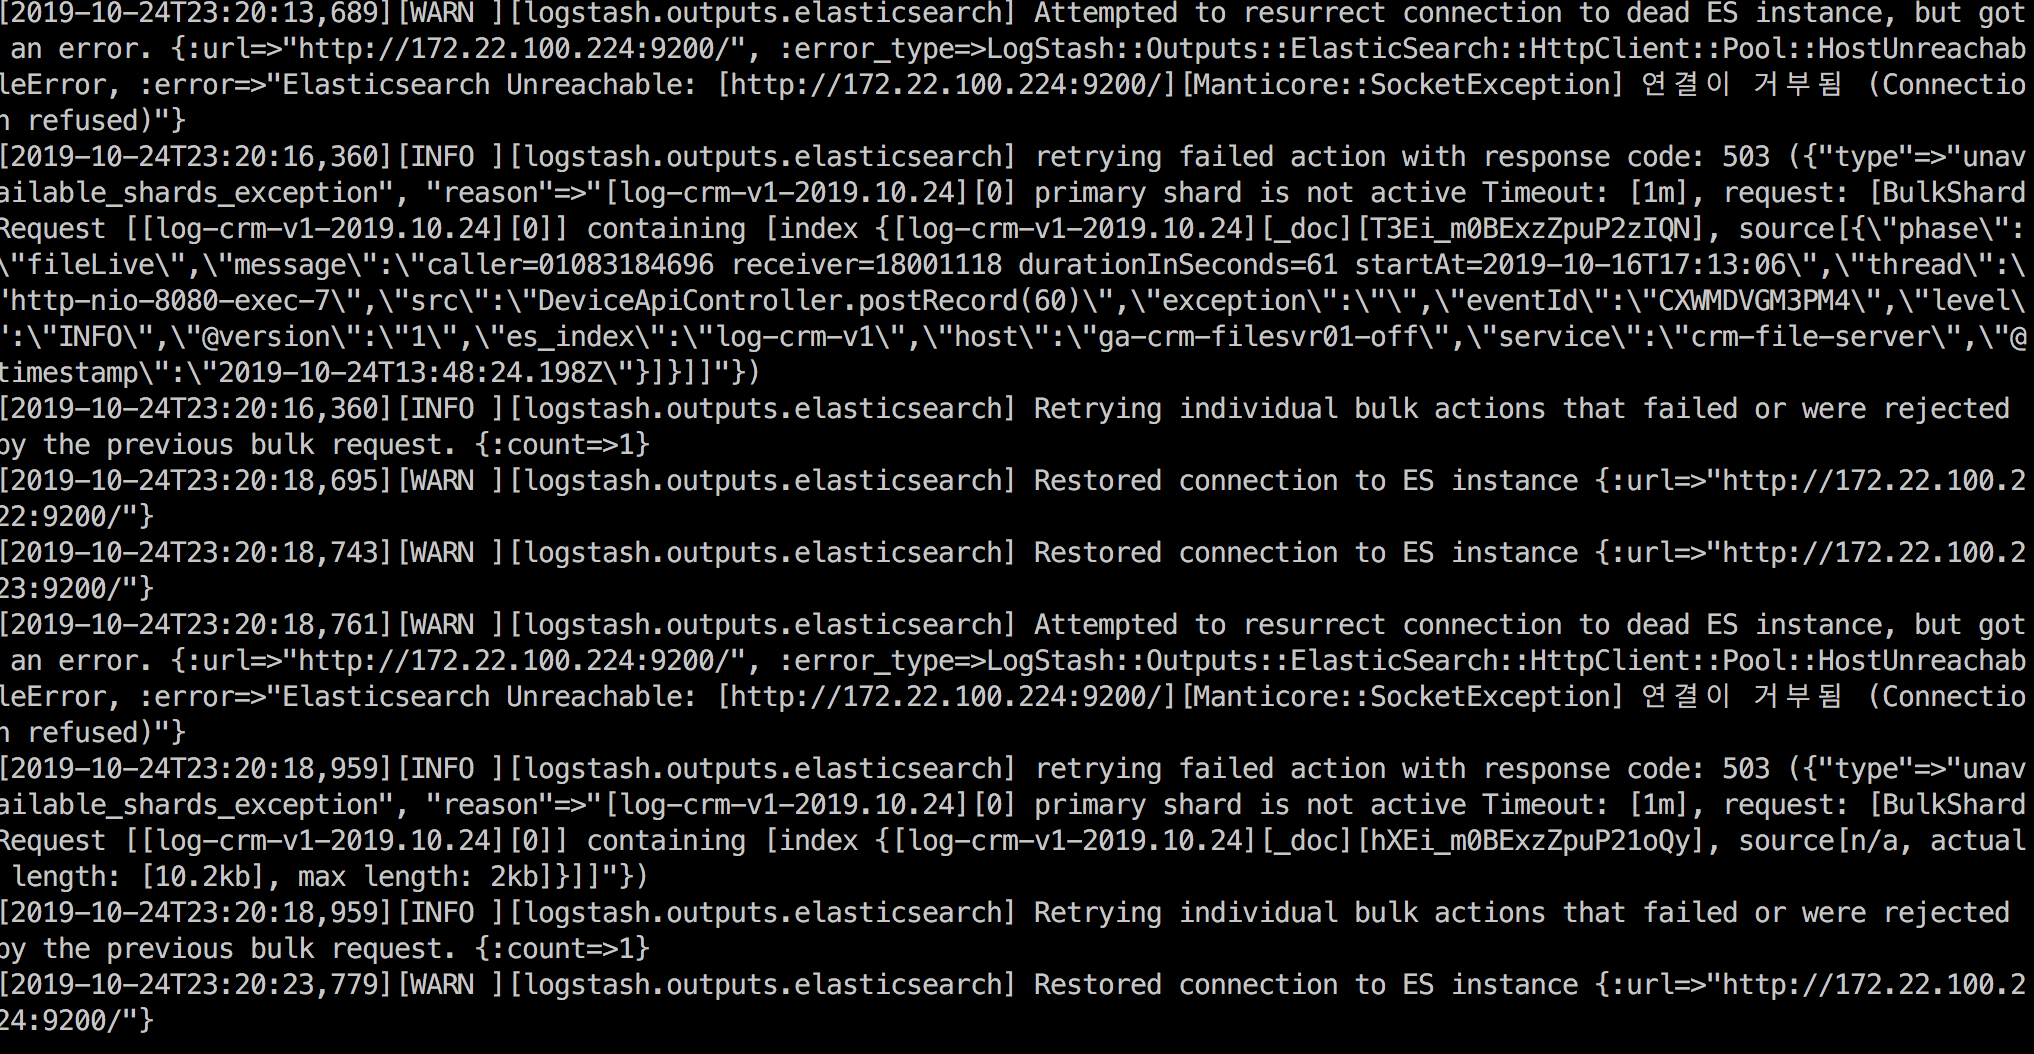 [2019-10-24T23:20:13,689][WARN ][logstash.outputs.elasticsearch] Attempted to resurrect connection to dead ES instance, but got
 an error. {:url=>"http://172.22.100.224:9200/", :error_type=>LogStash::Outputs::ElasticSearch::HttpClient::Pool::HostUnreachab
leError, :error=>"Elasticsearch Unreachable: [http://172.22.100.224:9200/][Manticore::SocketException] 연결이 거부됨 (Connectio
n refused)"}
[2019-10-24T23:20:16,360][INFO ][logstash.outputs.elasticsearch] retrying failed action with response code: 503 ({"type"=>"unav
ailable_shards_exception", "reason"=>"[log-crm-v1-2019.10.24][0] primary shard is not active Timeout: [1m], request: [BulkShard
Request [[log-crm-v1-2019.10.24][0]] containing [index {[log-crm-v1-2019.10.24][_doc][T3Ei_m0BExzZpuP2zIQN], source[{\"phase\":
\"fileLive\",\"message\":\"caller=01083184696 receiver=18001118 durationInSeconds=61 startAt=2019-10-16T17:13:06\",\"thread\":\
"http-nio-8080-exec-7\",\"src\":\"DeviceApiController.postRecord(60)\",\"exception\":\"\",\"eventId\":\"CXWMDVGM3PM4\",\"level\
":\"INFO\",\"@version\":\"1\",\"es_index\":\"log-crm-v1\",\"host\":\"ga-crm-filesvr01-off\",\"service\":\"crm-file-server\",\"@
timestamp\":\"2019-10-24T13:48:24.198Z\"}]}]]"})
[2019-10-24T23:20:16,360][INFO ][logstash.outputs.elasticsearch] Retrying individual bulk actions that failed or were rejected
by the previous bulk request. {:count=>1}
[2019-10-24T23:20:18,695][WARN ][logstash.outputs.elasticsearch] Restored connection to ES instance {:url=>"http://172.22.100.2
22:9200/"}
[2019-10-24T23:20:18,743][WARN ][logstash.outputs.elasticsearch] Restored connection to ES instance {:url=>"http://172.22.100.2
23:9200/"}
[2019-10-24T23:20:18,761][WARN ][logstash.outputs.elasticsearch] Attempted to resurrect connection to dead ES instance, but got
 an error. {:url=>"http://172.22.100.224:9200/", :error_type=>LogStash::Outputs::ElasticSearch::HttpClient::Pool::HostUnreachab
leError, :error=>"Elasticsearch Unreachable: [http://172.22.100.224:9200/][Manticore::SocketException] 연결이 거부됨 (Connectio
n refused)"}
[2019-10-24T23:20:18,959][INFO ][logstash.outputs.elasticsearch] retrying failed action with response code: 503 ({"type"=>"unav
ailable_shards_exception", "reason"=>"[log-crm-v1-2019.10.24][0] primary shard is not active Timeout: [1m], request: [BulkShard
Request [[log-crm-v1-2019.10.24][0]] containing [index {[log-crm-v1-2019.10.24][_doc][hXEi_m0BExzZpuP21oQy], source[n/a, actual
 length: [10.2kb], max length: 2kb]}]]"})
[2019-10-24T23:20:18,959][INFO ][logstash.outputs.elasticsearch] Retrying individual bulk actions that failed or were rejected
by the previous bulk request. {:count=>1}
[2019-10-24T23:20:23,779][WARN ][logstash.outputs.elasticsearch] Restored connection to ES instance {:url=>"http://172.22.100.2
24:9200/"}